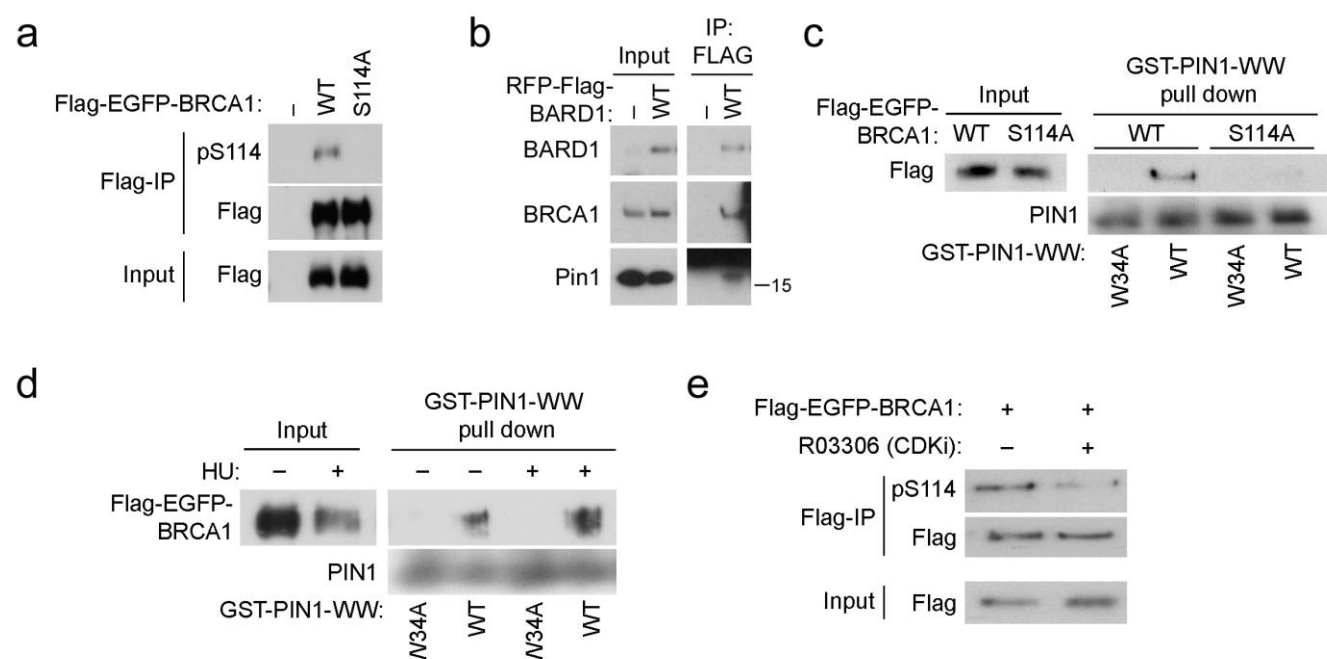 a
Flag-EGFP-BRCA1: – WT S114A
Flag-IP
pS114
Flag
Input
Flag
b
Input
IP:
FLAG
RFP-Flag-
BARD1: – WT – WT
BARD1
BRCA1
Pin1
–15
c
Flag-EGFP-
BRCA1:
Input
WT S114A
GST-PIN1-WW
pull down
WT S114A
Flag
PIN1
GST-PIN1-WW: W34A WT W34A WT
d
Input
GST-PIN1-WW
pull down
HU: – + – – + +
Flag-EGFP-
BRCA1
PIN1
GST-PIN1-WW: W34A WT W34A WT
e
Flag-EGFP-BRCA1: + +
R03306 (CDKi): – +
Flag-IP
pS114
Flag
Input
Flag